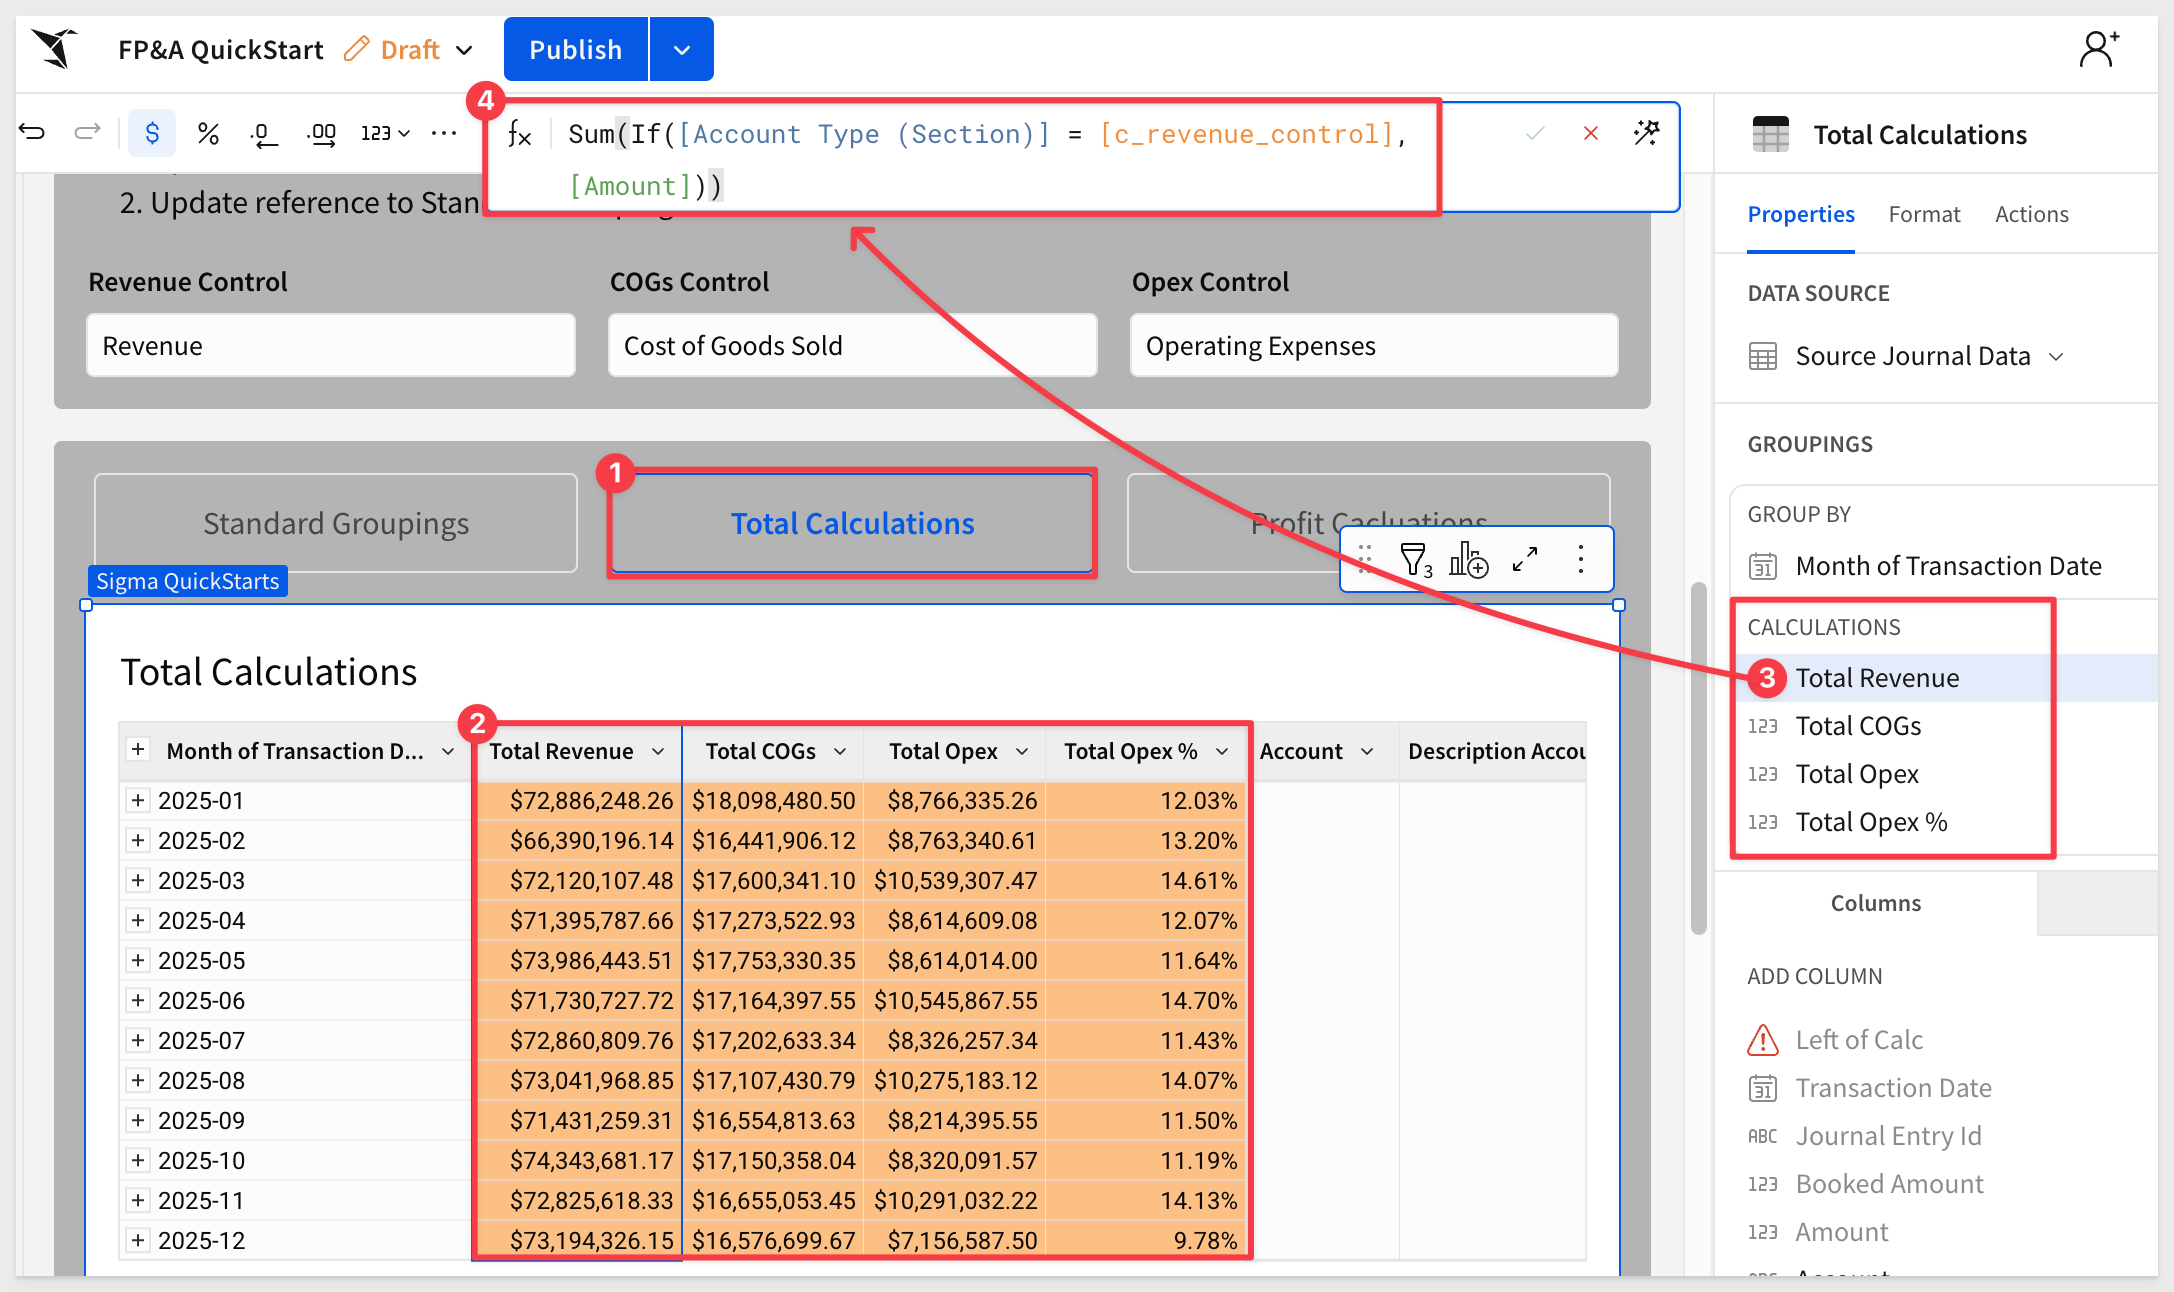 FP&A QuickStart
Draft
Publish
4
$ % .0 .00 123 ...
fx Sum(If([Account Type (Section)] = [c_revenue_control],
[Amount]))
2. Update reference to
Revenue Control
COGs Control
Opex Control
Revenue
Cost of Goods Sold
Operating Expenses
1
Standard Groupings
Total Calculations
Profit Cacluations
3
Sigma QuickStarts
Total Calculations
2
Month of Transaction D... Total Revenue Total COGs Total Opex Total Opex % Account Description Accou
2025-01 $72,886,248.26 $18,098,480.50 $8,766,335.26 12.03%
2025-02 $66,390,196.14 $16,441,906.12 $8,763,340.61 13.20%
2025-03 $72,120,107.48 $17,600,341.10 $10,539,307.47 14.61%
2025-04 $71,395,787.66 $17,273,522.93 $8,614,609.08 12.07%
2025-05 $73,986,443.51 $17,753,330.35 $8,614,014.00 11.64%
2025-06 $71,730,727.72 $17,164,397.55 $10,545,867.55 14.70%
2025-07 $72,860,809.76 $17,202,633.34 $8,326,257.34 11.43%
2025-08 $73,041,968.85 $17,107,430.79 $10,275,183.12 14.07%
2025-09 $71,431,259.31 $16,554,813.63 $8,214,395.55 11.50%
2025-10 $74,343,681.17 $17,150,358.04 $8,320,091.57 11.19%
2025-11 $72,825,618.33 $16,655,053.45 $10,291,032.22 14.13%
2025-12 $73,194,326.15 $16,576,699.67 $7,156,587.50 9.78%
Total Calculations
Properties Format Actions
DATA SOURCE
Source Journal Data
GROUPINGS
GROUP BY
31 Month of Transaction Date
CALCULATIONS
3 Total Revenue
123 Total COGs
123 Total Opex
123 Total Opex %
Columns
ADD COLUMN
Left of Calc
31 Transaction Date
ABC Journal Entry Id
123 Booked Amount
123 Amount
ABC Account